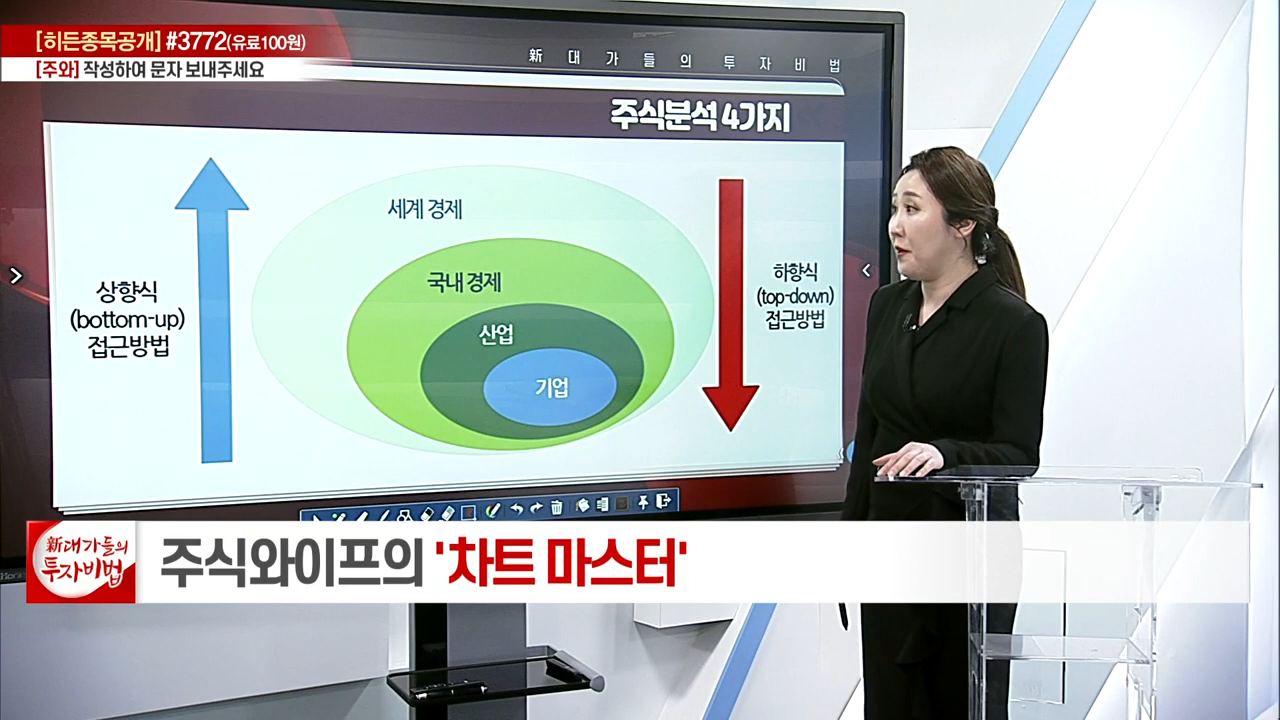 [히든종목공개] #3772(유료100원)
[주와] 작성하여 문자 보내주세요
新 대 가 들 의 투 자 비 법
주식분석 4가지
세계 경제
국내 경제
산업
기업
상향식
(bottom-up)
접근방법
하향식
(top-down)
접근방법
新대가들의
투자비법
주식와이프의 '차트 마스터'